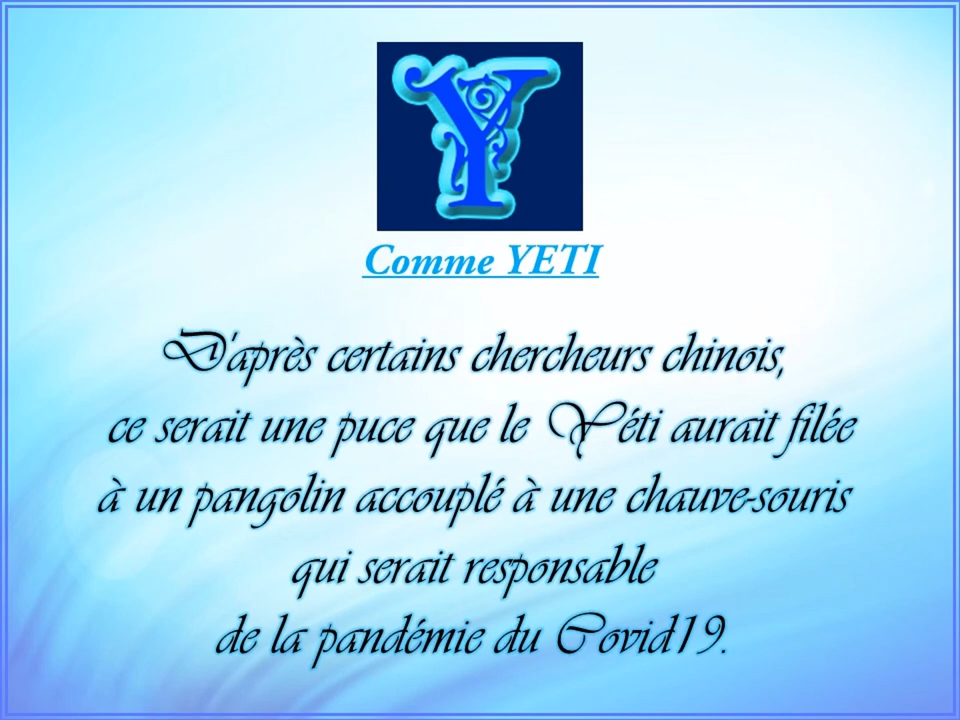 Y
Comme YETI
D'après certains chercheurs chinois,
ce serait une puce que le Yéti aurait filée
à un pangolin accouplé à une chauve-souris
qui serait responsable
de la pandémie du Covid19.